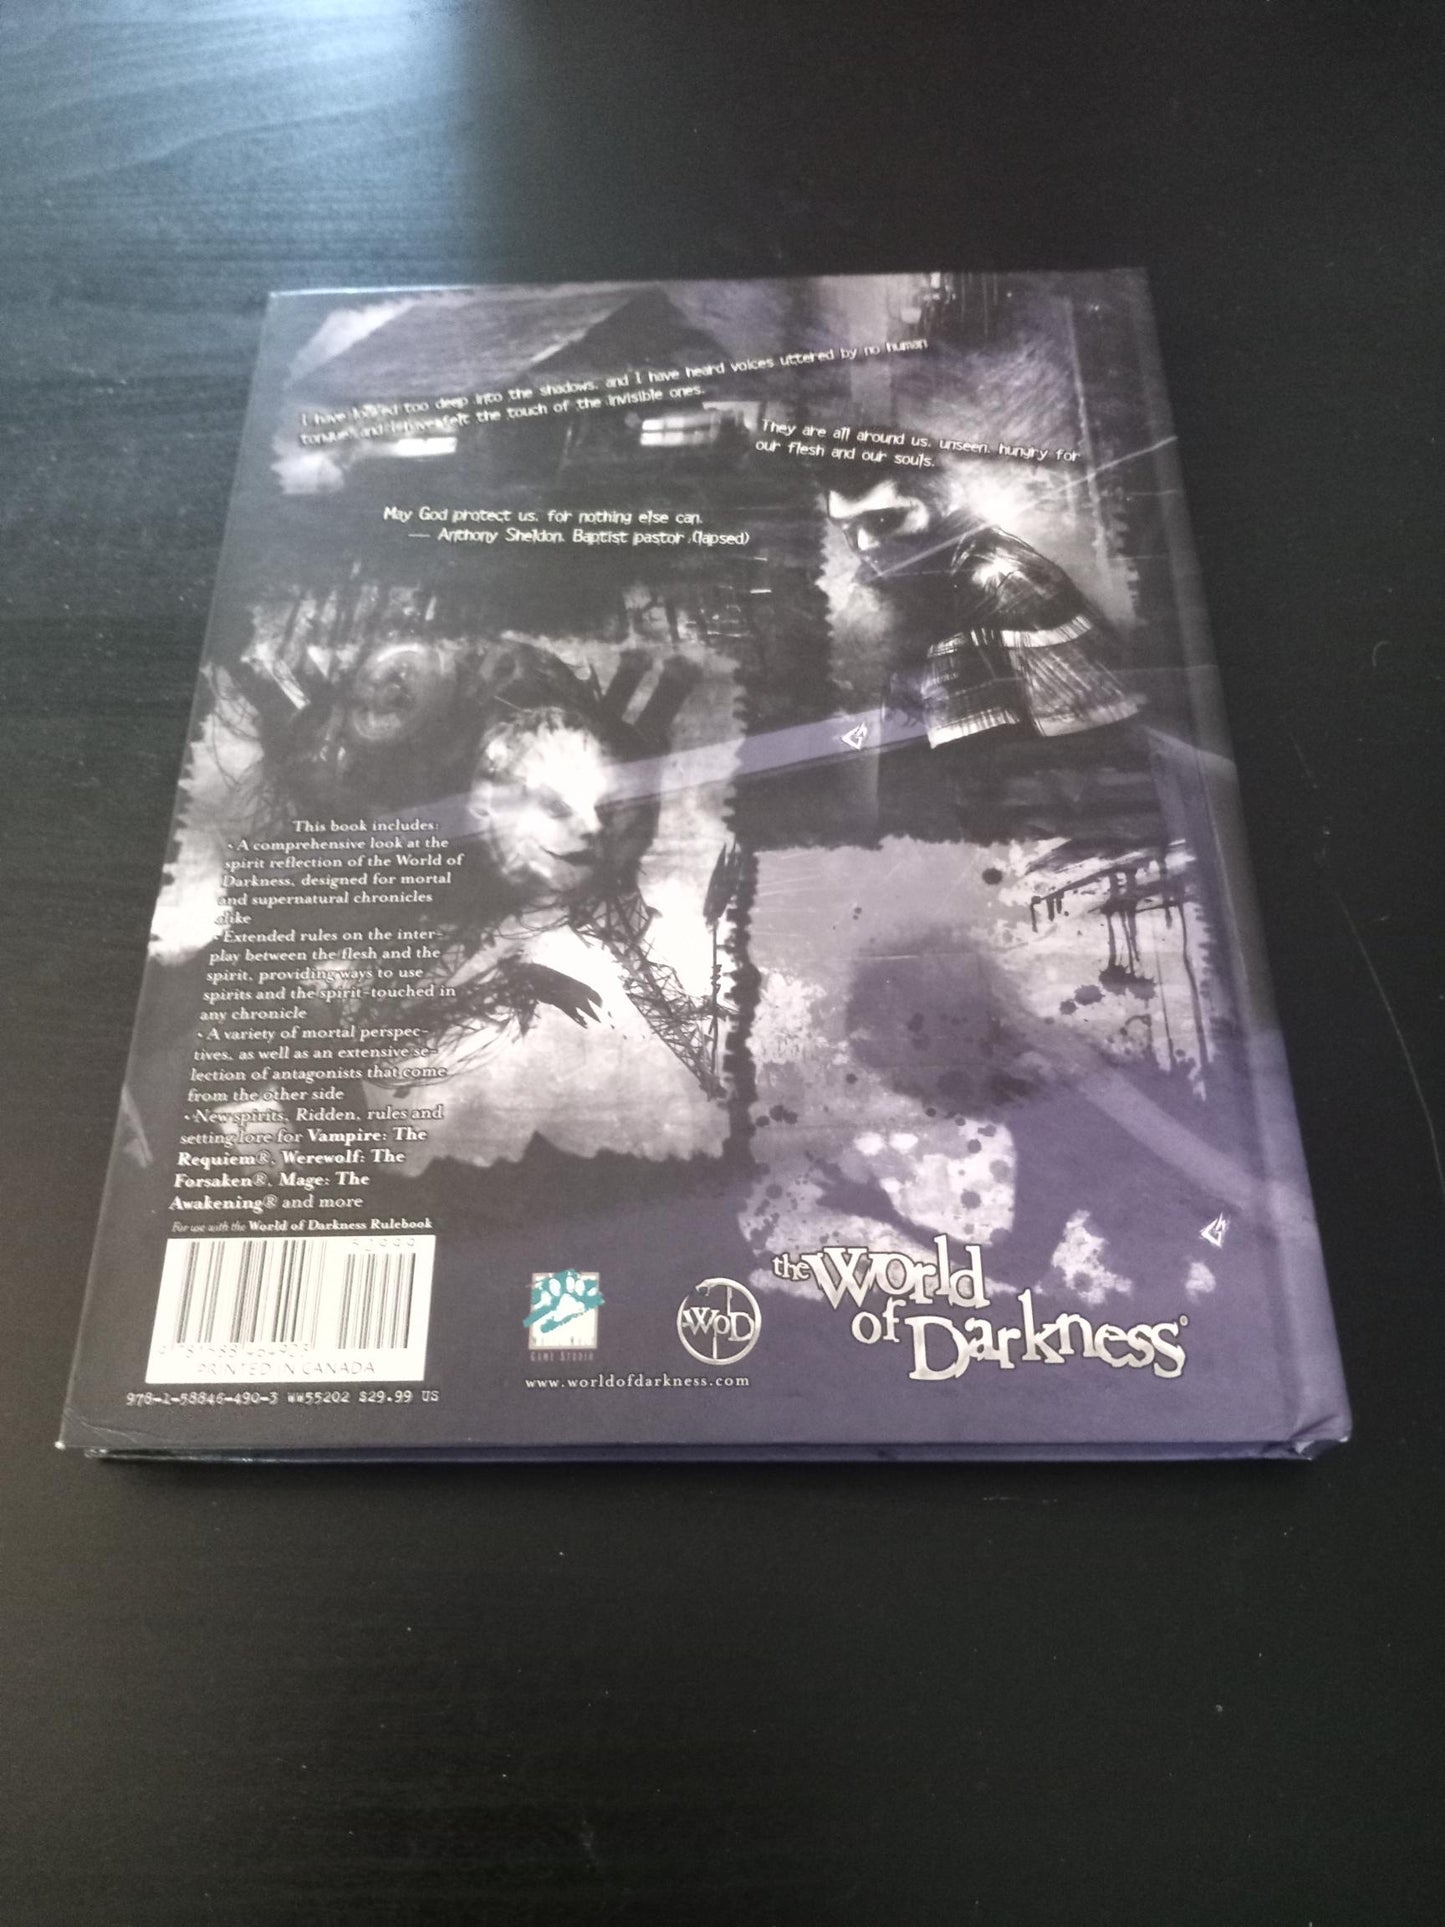 I have looked too deep into the shadows, and I have heard voices uttered by no human
tongue, and I have felt the touch of the invisible ones.
They are all around us, unseen, hungry for
our flesh and our souls.
May God protect us, for nothing else can.
— Anthony Sheldon, Baptist pastor (lapsed)
This book includes:
• A comprehensive look at the
spirit reflection of the World of
Darkness, designed for mortal
and supernatural chronicles
alike
• Extended rules on the inter-
play between the flesh and the
spirit, providing ways to use
spirits and the spirit-touched in
any chronicle
• A variety of mortal perspec-
tives, as well as an extensive se-
lection of antagonists that come
from the other side
• New spirits, Ridden, rules and
setting lore for Vampire: The
Requiem®, Werewolf: The
Forsaken®, Mage: The
Awakening® and more
For use with the World of Darkness Rulebook
52999
9 781588 464903
PRINTED IN CANADA
978-1-58846-490-3 WW55202 $29.99 US
GAME STUDIO
WoD
www.worldofdarkness.com
the World
of Darkness®